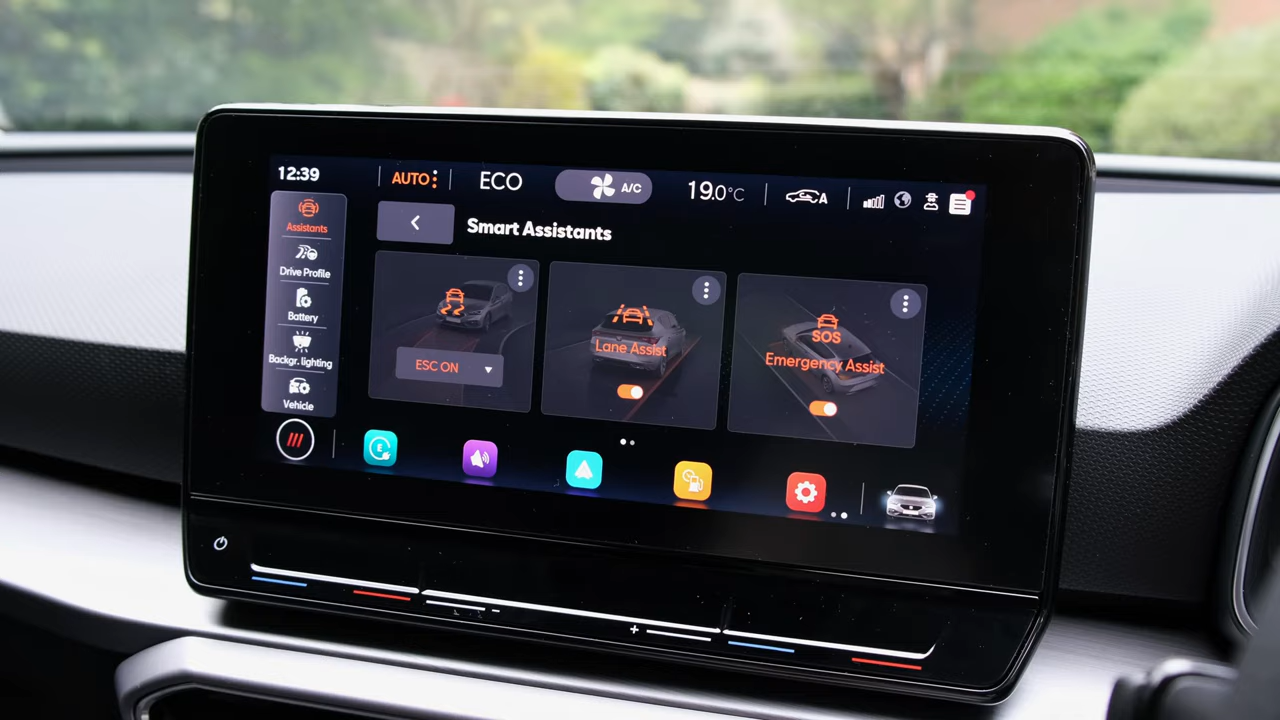 12:39
AUTO
ECO
A/C
19.0°C
A
Assistants
Drive Profile
Battery
Backgr. lighting
Vehicle
Smart Assistants
ESC ON
Lane Assist
SOS
Emergency Assist
E
-
+